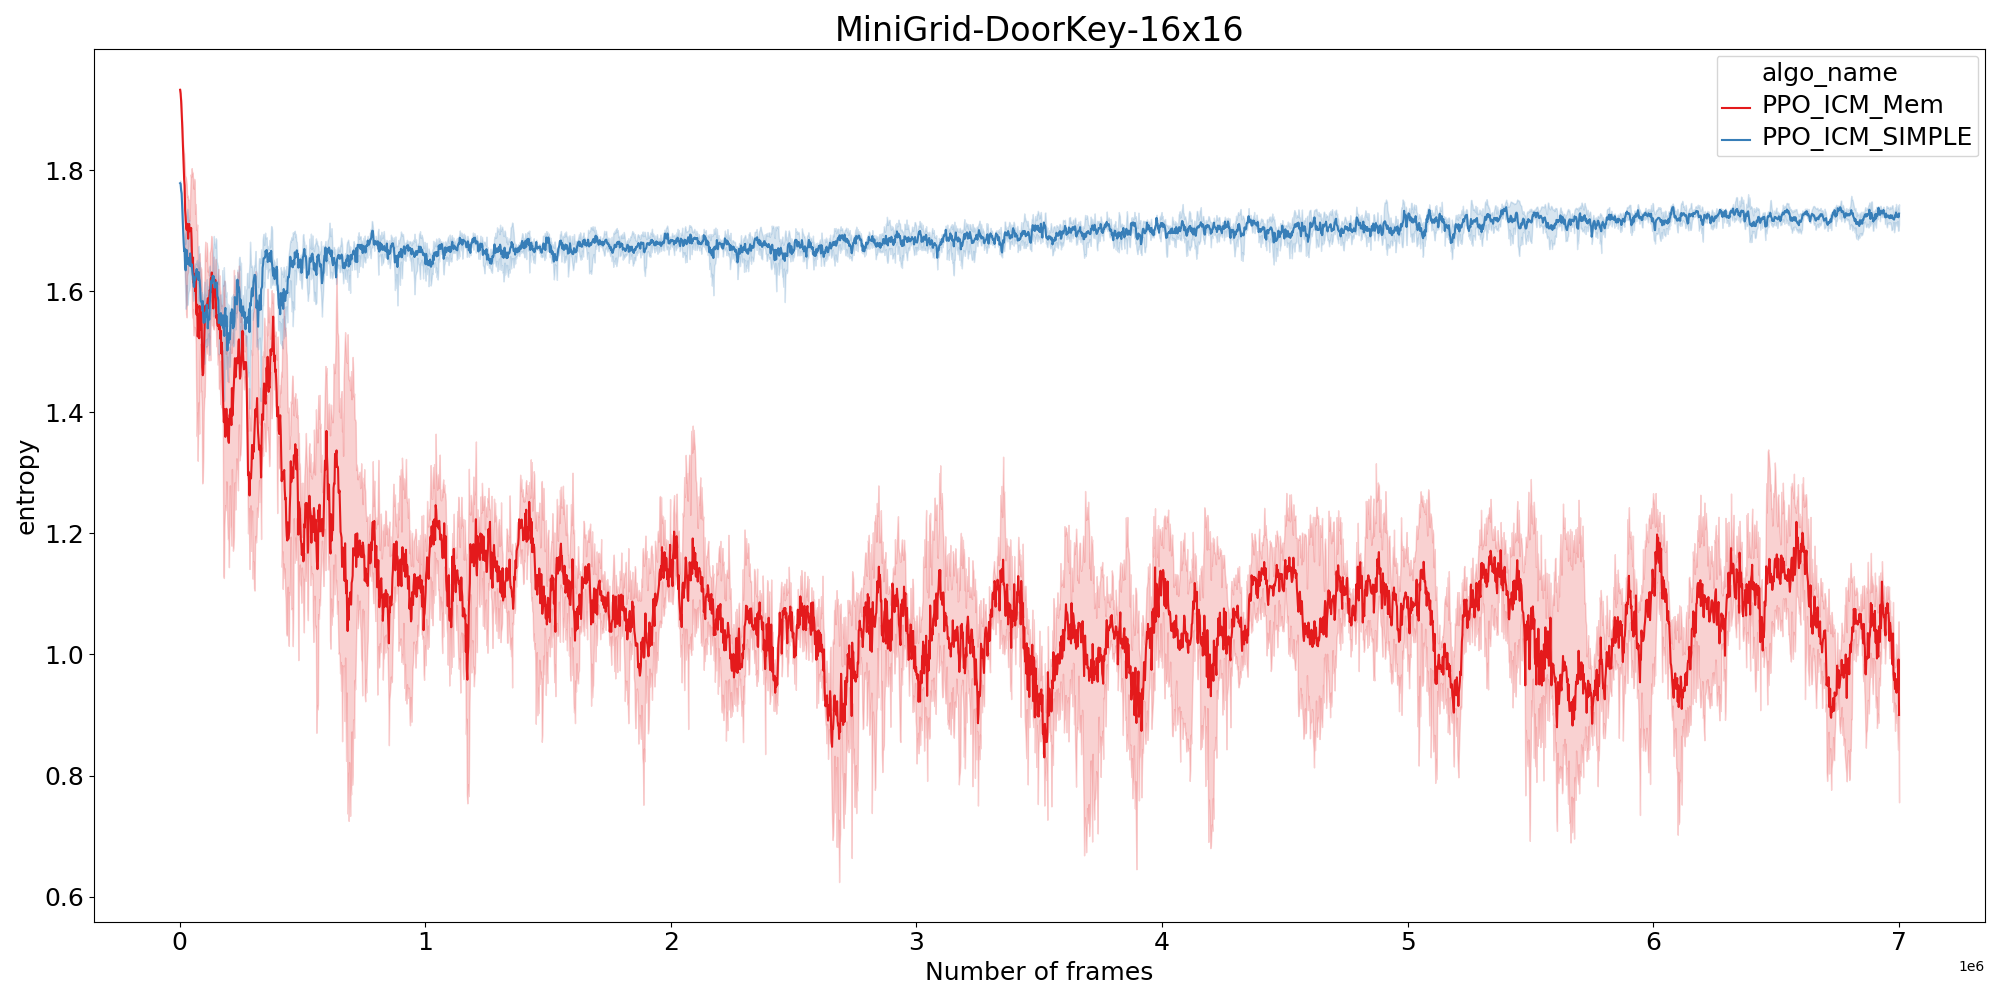 MiniGrid-DoorKey-16x16
algo_name
PPO_ICM_Mem
PPO_ICM_SIMPLE
entropy
1.8
1.6
1.4
1.2
1.0
0.8
0.6
0 1 2 3 4 5 6 7
Number of frames
1e6